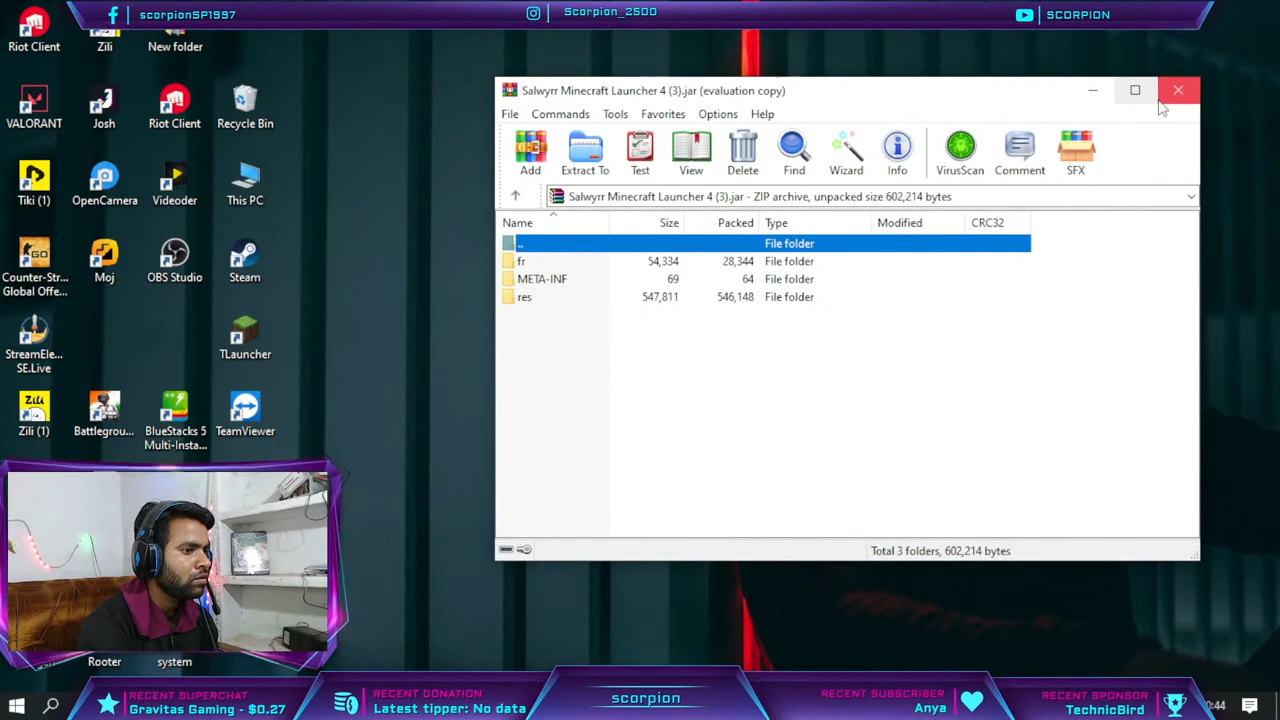 scorpionSP1997
Scorpion_2500
SCORPION
Riot Client
Zili
New folder
VALORANT
Josh
Riot Client
Recycle Bin
Tiki (1)
OpenCamera
Videoder
This PC
Counter-Str...
Global Offe...
Moj
OBS Studio
Steam
StreamEle...
SE.Live
TLauncher
Zili (1)
Battlegrou...
BlueStacks 5
Multi-Insta...
TeamViewer
Rooter
system
Salwyrr Minecraft Launcher 4 (3).jar (evaluation copy)
File
Commands
Tools
Favorites
Options
Help
Add
Extract To
Test
View
Delete
Find
Wizard
Info
VirusScan
Comment
SFX
Salwyrr Minecraft Launcher 4 (3).jar - ZIP archive, unpacked size 602,214 bytes
Name Size Packed Type Modified CRC32
.. File folder
fr 54,334 28,344 File folder
META-INF 69 64 File folder
res 547,811 546,148 File folder
Total 3 folders, 602,214 bytes
RECENT SUPERCHAT
Gravitas Gaming - $0.27
RECENT DONATION
Latest tipper: No data
scorpion
RECENT SUBSCRIBER
Anya
RECENT SPONSOR
TechnicBird